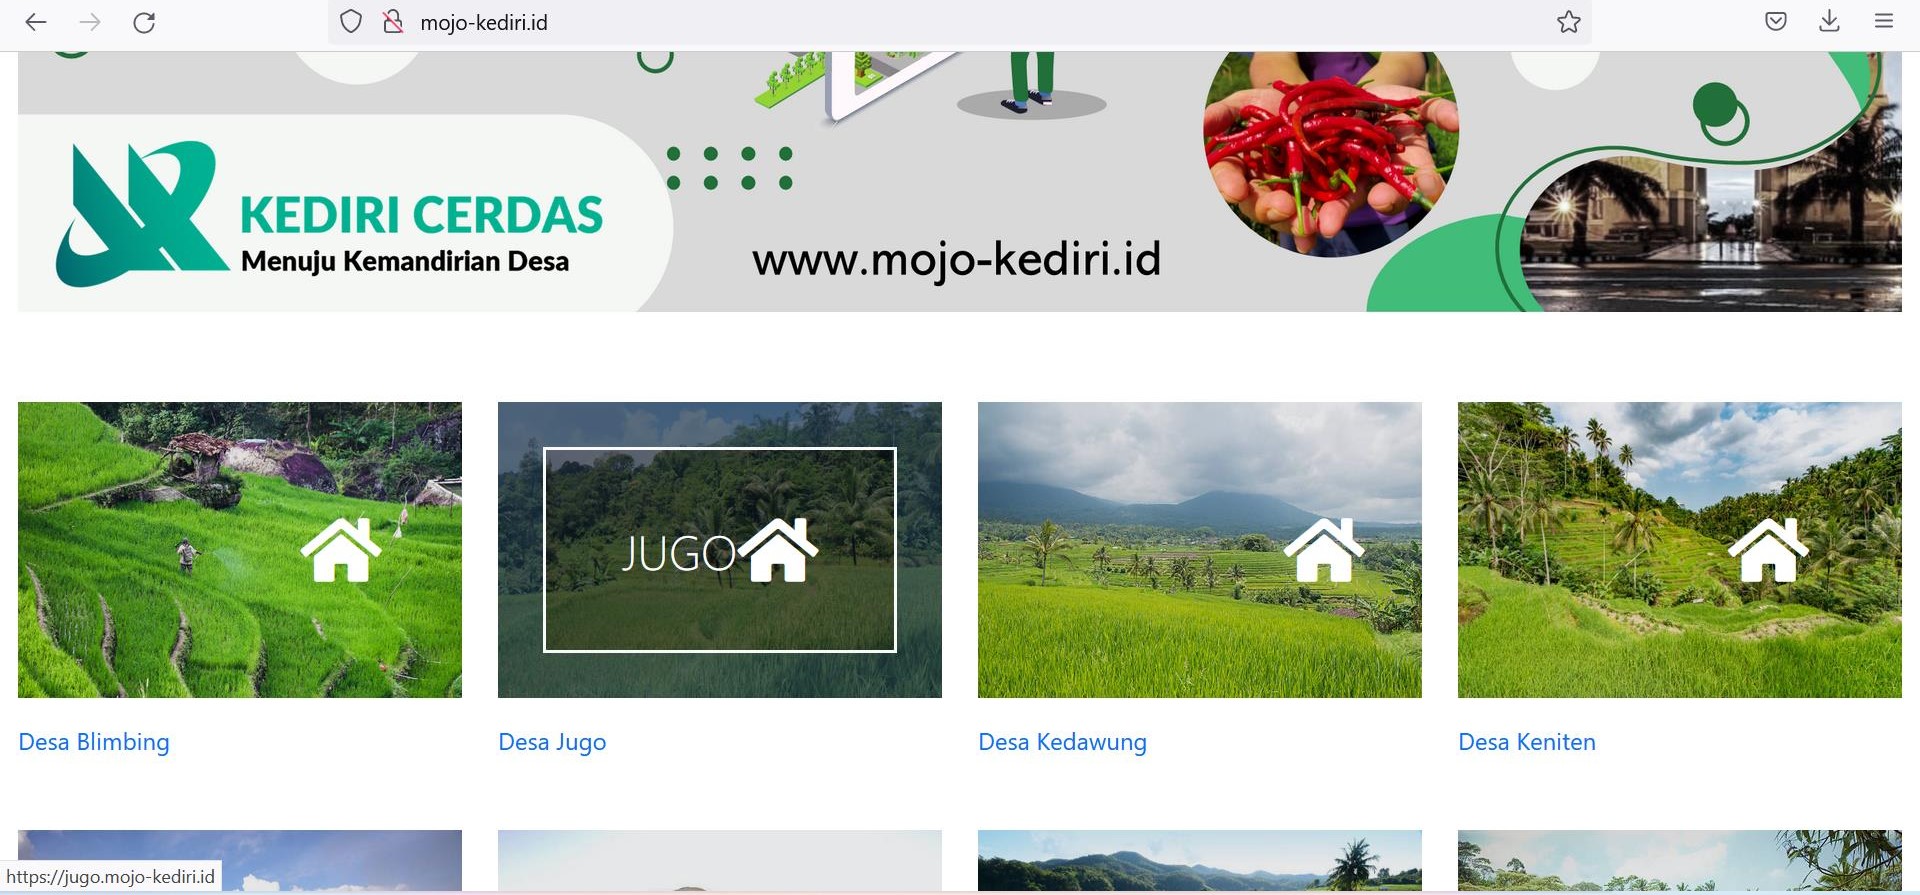 mojo-kediri.id
KEDIRI CERDAS
Menuju Kemandirian Desa
www.mojo-kediri.id
JUGO
Desa Blimbing
Desa Jugo
Desa Kedawung
Desa Keniten
https://jugo.mojo-kediri.id